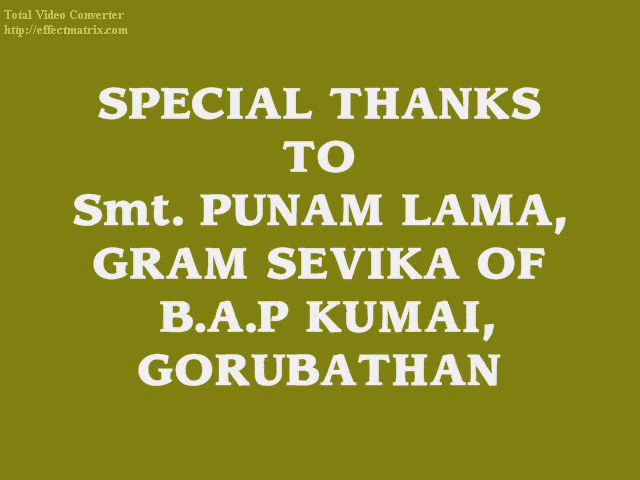 Total Video Converter
http://effectmatrix.com
SPECIAL THANKS
TO
Smt. PUNAM LAMA,
GRAM SEVIKA OF
B.A.P KUMAI,
GORUBATHAN